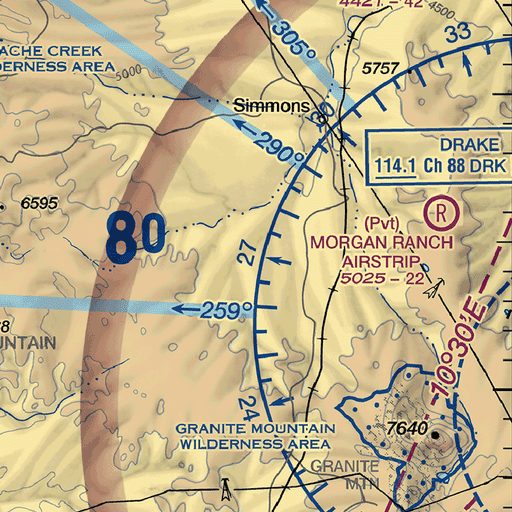 4421 - 42
33
305°
ACHE CREEK
DERNESS AREA
5000
4500
5757
Simmons
30
290°
DRAKE
114.1 Ch 88 DRK
6595
80
R
(Pvt)
MORGAN RANCH
AIRSTRIP
5025 - 22
27
259°
UNTAIN
10°30'E
24
GRANITE MOUNTAIN
WILDERNESS AREA
7640
GRANITE
MTN